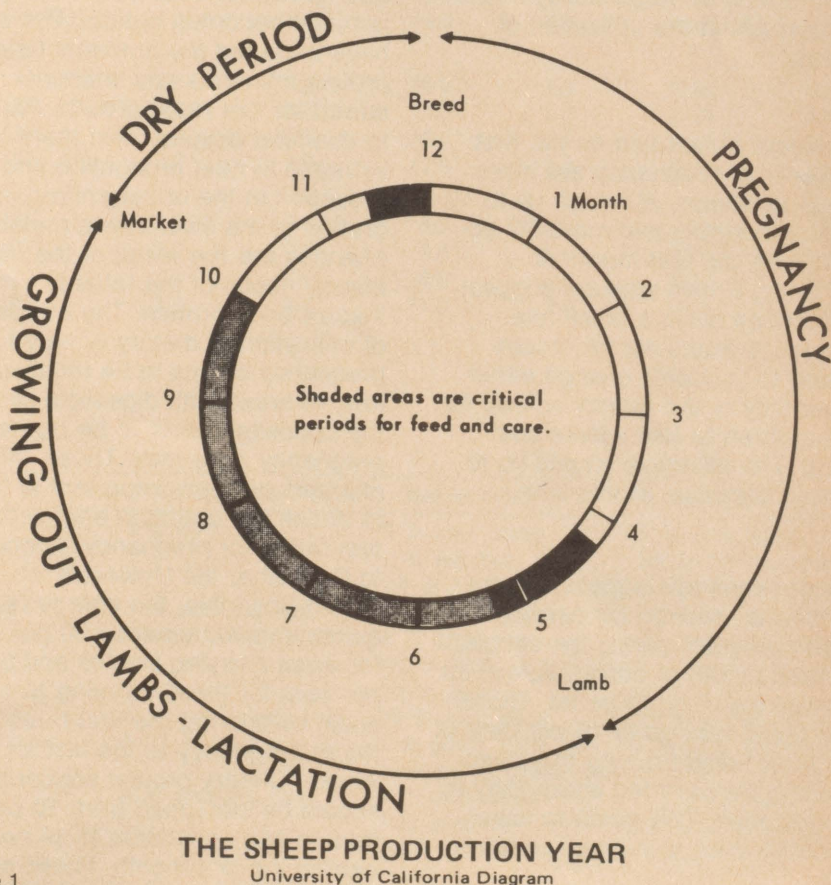 DRY PERIOD
PREGNANCY
GROWING OUT LAMBS - LACTATION
Breed
12
1 Month
2
3
4
5
Lamb
6
7
8
9
10
Market
11
Shaded areas are critical
periods for feed and care.
THE SHEEP PRODUCTION YEAR
University of California Diagram
1